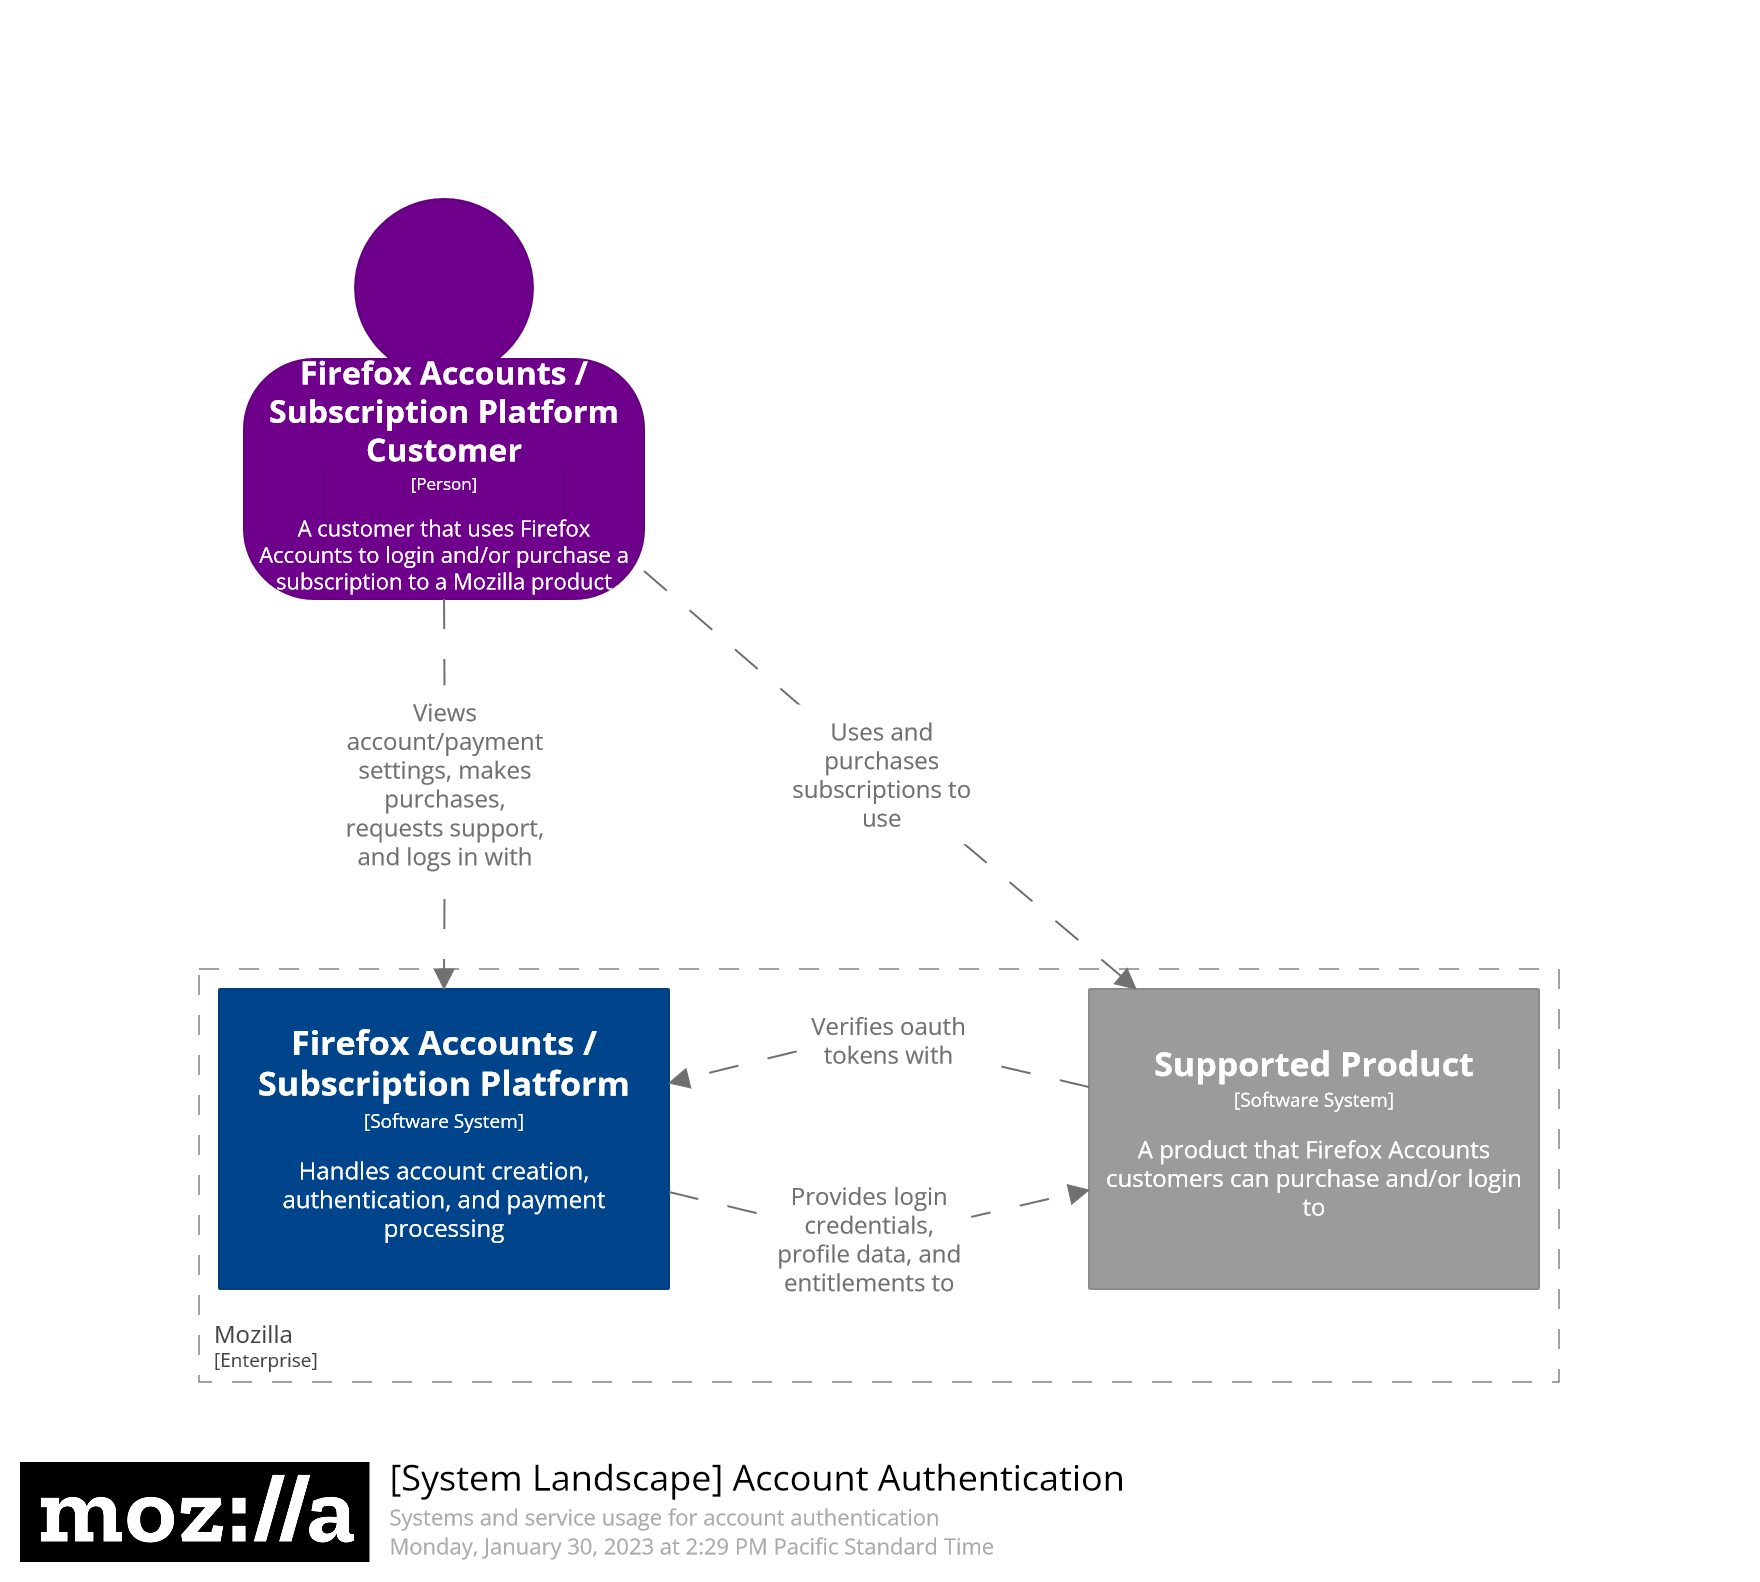 Firefox Accounts /
Subscription Platform
Customer
[Person]
A customer that uses Firefox
Accounts to login and/or purchase a
subscription to a Mozilla product
Views
account/payment
settings, makes
purchases,
requests support,
and logs in with
Uses and
purchases
subscriptions to
use
Firefox Accounts /
Subscription Platform
[Software System]
Handles account creation,
authentication, and payment
processing
Verifies oauth
tokens with
Provides login
credentials,
profile data, and
entitlements to
Supported Product
[Software System]
A product that Firefox Accounts
customers can purchase and/or login
to
Mozilla
[Enterprise]
moz://a
[System Landscape] Account Authentication
Systems and service usage for account authentication
Monday, January 30, 2023 at 2:29 PM Pacific Standard Time